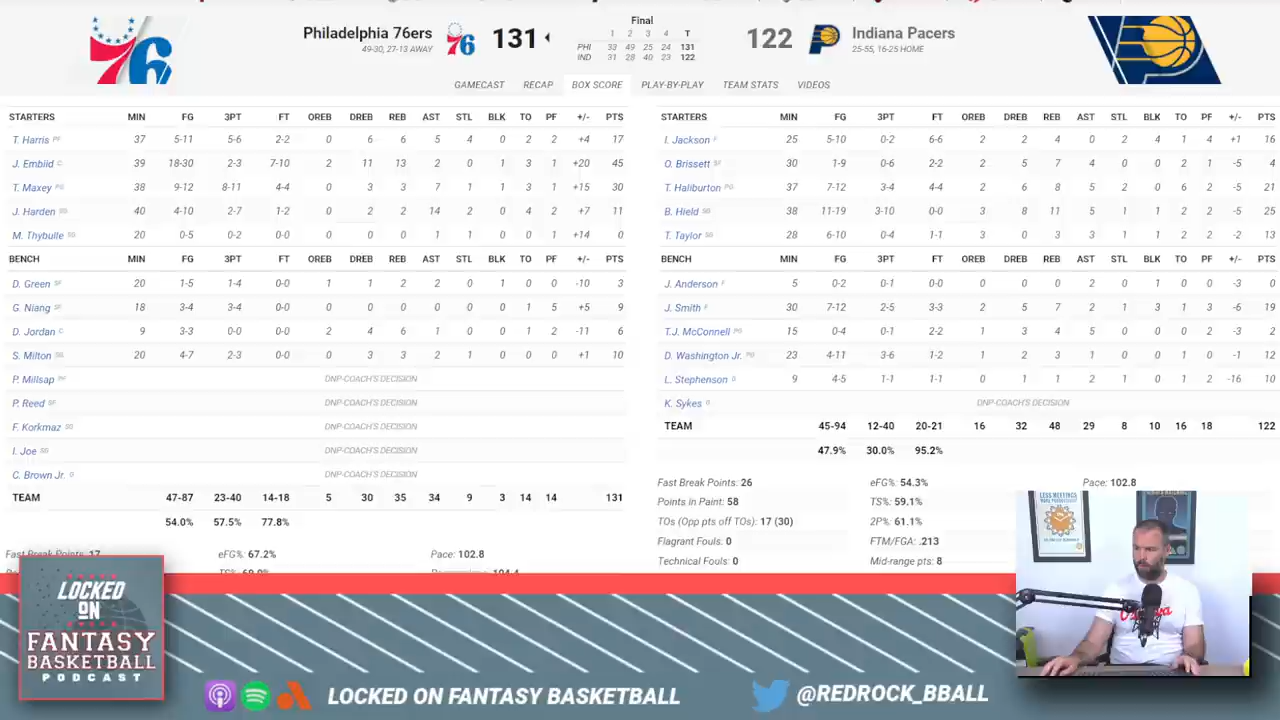 Final
Philadelphia 76ers 76 131 1 2 3 4 T 122 Indiana Pacers
49-30, 27-13 AWAY PHI 33 49 25 24 131 25-55, 16-25 HOME
IND 31 28 40 23 122
GAMECAST RECAP BOX SCORE PLAY-BY-PLAY TEAM STATS VIDEOS
STARTERS MIN FG 3PT FT OREB DREB REB AST STL BLK TO PF +/- PTS
T. Harris PF 37 5-11 5-6 2-2 0 6 6 5 4 0 2 2 +4 17
J. Embiid C 39 18-30 2-3 7-10 2 11 13 2 0 1 3 1 +20 45
T. Maxey PG 38 9-12 8-11 4-4 0 3 3 7 1 1 3 1 +15 30
J. Harden SG 40 4-10 2-7 1-2 0 2 2 14 2 0 4 2 +7 11
M. Thybulle SG 20 0-5 0-2 0-0 0 0 0 1 1 0 0 1 +14 0
BENCH MIN FG 3PT FT OREB DREB REB AST STL BLK TO PF +/- PTS
D. Green SF 20 1-5 1-4 0-0 1 1 2 2 0 1 0 0 -10 3
G. Niang SF 18 3-4 3-4 0-0 0 0 0 0 0 0 1 5 +5 9
D. Jordan C 9 3-3 0-0 0-0 2 4 6 1 0 0 1 2 -11 6
S. Milton SG 20 4-7 2-3 0-0 0 3 3 2 1 0 0 0 +1 10
P. Millsap DNP-COACH'S DECISION
P. Reed SF DNP-COACH'S DECISION
F. Korkmaz SG DNP-COACH'S DECISION
I. Joe SG DNP-COACH'S DECISION
C. Brown Jr. G DNP-COACH'S DECISION
TEAM 47-87 23-40 14-18 5 30 35 34 9 3 14 14 131
54.0% 57.5% 77.8%
Fast Break Points: 17 eFG%: 67.2% Pace: 102.8
STARTERS MIN FG 3PT FT OREB DREB REB AST STL BLK TO PF +/- PTS
I. Jackson F 25 5-10 0-2 6-6 2 2 4 0 2 4 1 4 +1 16
O. Brissett SF 30 1-9 0-6 2-2 2 5 7 4 0 0 2 1 -5 4
T. Haliburton PG 37 7-12 3-4 4-4 2 6 8 5 2 0 6 2 -5 21
B. Hield SG 38 11-19 3-10 0-0 3 8 11 5 1 1 2 2 -5 25
T. Taylor SG 28 6-10 0-4 1-1 3 0 3 3 1 1 2 2 -2 13
BENCH MIN FG 3PT FT OREB DREB REB AST STL BLK TO PF +/- PTS
J. Anderson F 5 0-2 0-1 0-0 0 0 0 2 0 0 0 0 -3 0
J. Smith F 30 7-12 2-5 3-3 2 5 7 2 1 3 1 3 -6 19
T.J. McConnell PG 15 0-4 0-1 2-2 1 3 4 5 0 0 0 2 -3 2
D. Washington Jr. PG 23 4-11 3-6 1-2 1 2 3 1 0 1 0 0 -1 12
L. Stephenson G 9 4-5 1-1 1-1 0 1 1 2 1 0 1 2 -16 10
K. Sykes G DNP-COACH'S DECISION
TEAM 45-94 12-40 20-21 16 32 48 29 8 10 16 18 122
47.9% 30.0% 95.2%
Fast Break Points: 26 eFG%: 54.3% Pace: 102.8
Points in Paint: 58 TS%: 59.1%
TOs (Opp pts off TOs): 17 (30) 2P%: 61.1%
Flagrant Fouls: 0 FTM/FGA: .213
Technical Fouls: 0 Mid-range pts: 8
LESS MEETINGS
LOCKED
ON
FANTASY
BASKETBALL
PODCAST
LOCKED ON FANTASY BASKETBALL
@REDROCK_BBALL